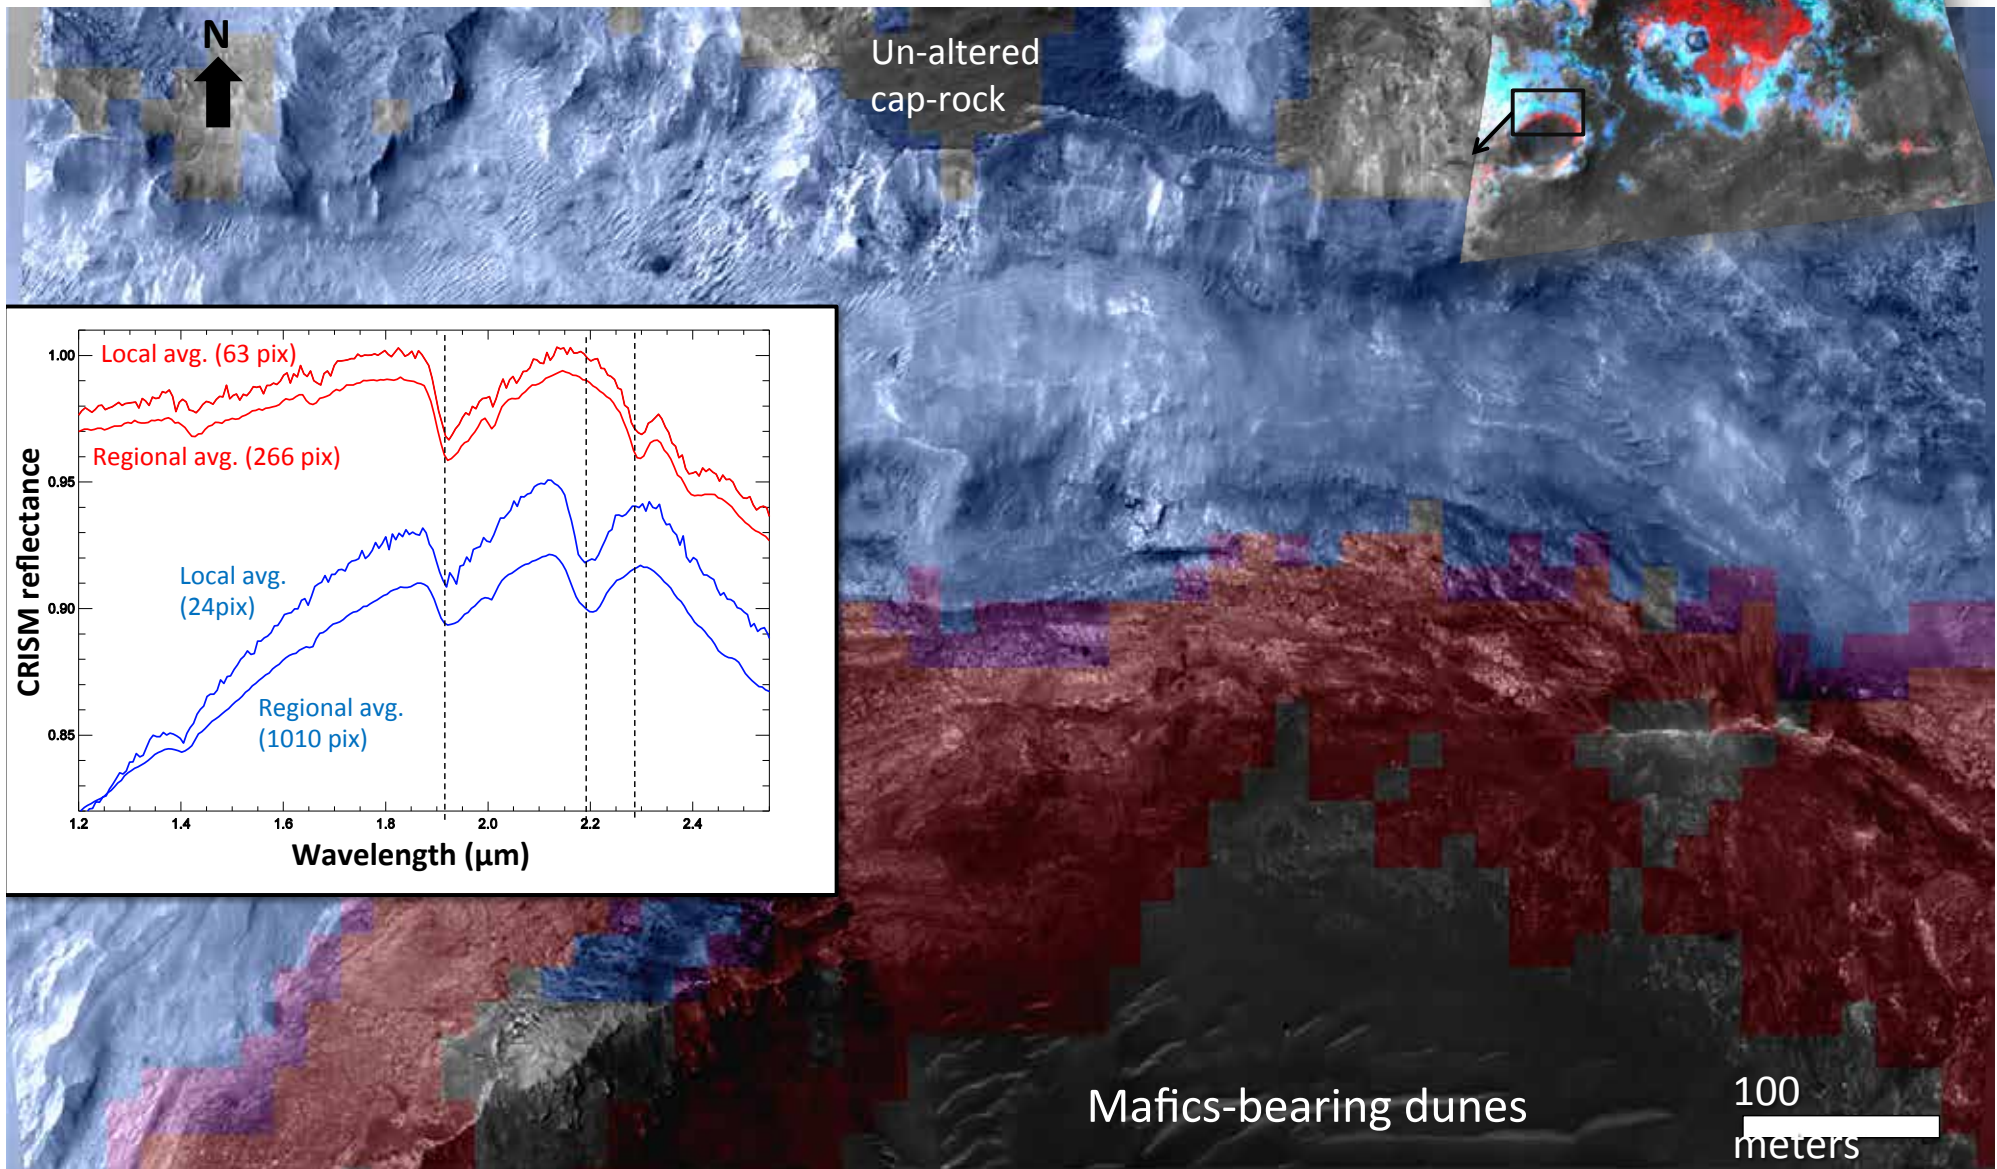 N
Un-altered
cap-rock
Local avg. (63 pix)
Regional avg. (266 pix)
Local avg.
(24pix)
Regional avg.
(1010 pix)
1.00
0.95
0.90
0.85
1.2 1.4 1.6 1.8 2.0 2.2 2.4
CRISM reflectance
Wavelength (µm)
Mafics-bearing dunes
100
meters